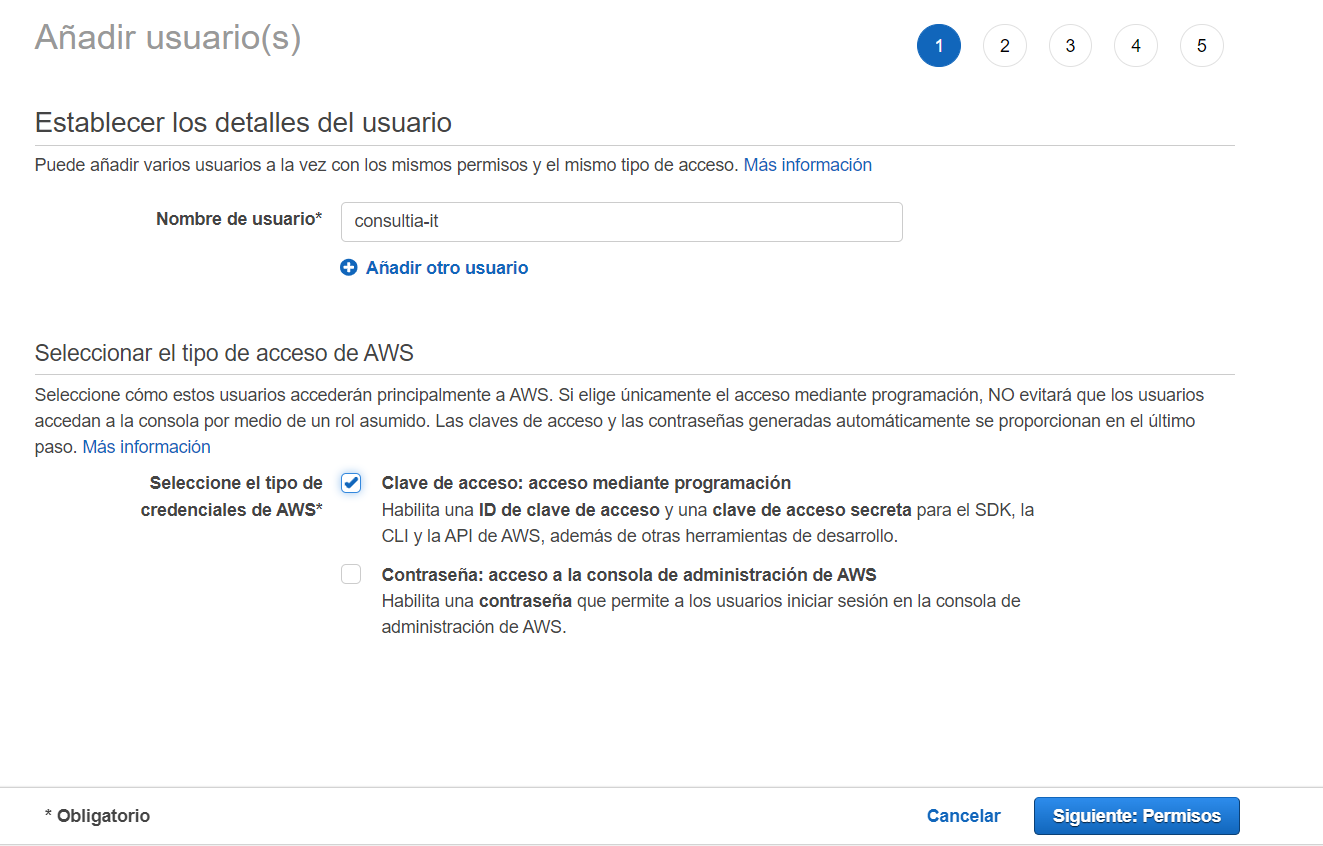 Añadir usuario(s)
1 2 3 4 5
Establecer los detalles del usuario
Puede añadir varios usuarios a la vez con los mismos permisos y el mismo tipo de acceso. Más información
Nombre de usuario*
consultia-it
Añadir otro usuario
Seleccionar el tipo de acceso de AWS
Seleccione cómo estos usuarios accederán principalmente a AWS. Si elige únicamente el acceso mediante programación, NO evitará que los usuarios
accedan a la consola por medio de un rol asumido. Las claves de acceso y las contraseñas generadas automáticamente se proporcionan en el último
paso. Más información
Seleccione el tipo de
credenciales de AWS*
Clave de acceso: acceso mediante programación
Habilita una ID de clave de acceso y una clave de acceso secreta para el SDK, la
CLI y la API de AWS, además de otras herramientas de desarrollo.
Contraseña: acceso a la consola de administración de AWS
Habilita una contraseña que permite a los usuarios iniciar sesión en la consola de
administración de AWS.
* Obligatorio
Cancelar
Siguiente: Permisos